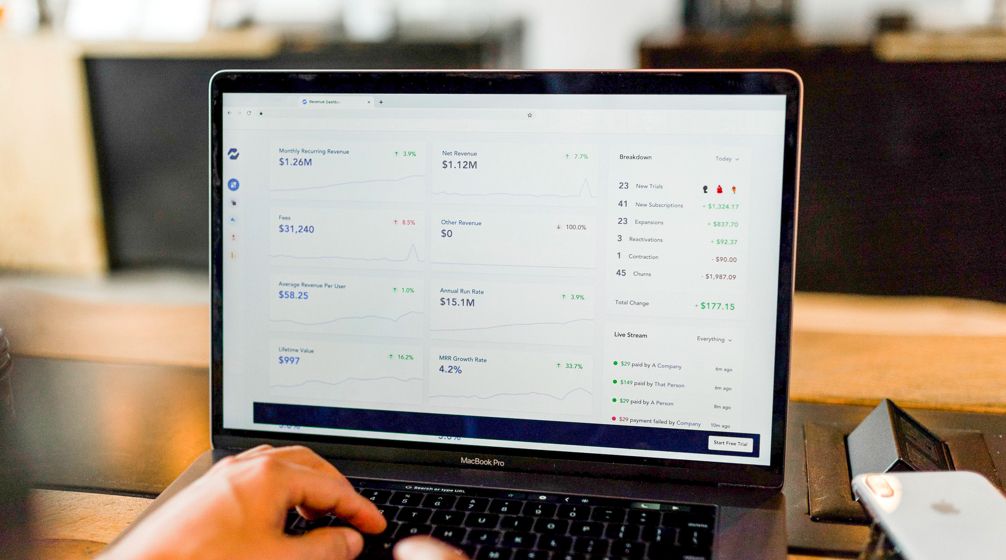 Revenue Dashbo
Monthly Recurring Revenue
↑ 3.9%
$1.26M
Net Revenue
↑ 7.7%
$1.12M
Fees
↑ 8.5%
$31,240
Other Revenue
↓ 100.0%
$0
Average Revenue Per User
↑ 1.0%
$58.25
Annual Run Rate
↑ 3.9%
$15.1M
Lifetime Value
↑ 16.2%
$997
MRR Growth Rate
↑ 33.7%
4.2%
Breakdown
Today
23 New Trials
41 New Subscriptions + $1,324.17
23 Expansions + $837.70
3 Reactivations + $92.37
1 Contraction - $90.00
45 Churns - $1,987.09
Total Change + $177.15
Live Stream
Everything
$29 paid by A Company 6m ago
$149 paid by That Person 6m ago
$29 paid by A Person 8m ago
$29 payment failed by Company 10m ago
Start Free Trial
MacBook Pro
Search or type URL